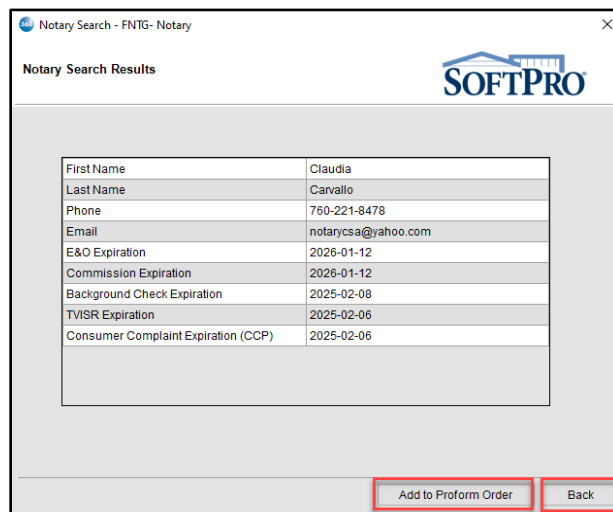 360 Notary Search - FNTG- Notary
Notary Search Results
SOFTPRO
First Name Claudia
Last Name Carvallo
Phone 760-221-8478
Email notarycsa@yahoo.com
E&O Expiration 2026-01-12
Commission Expiration 2026-01-12
Background Check Expiration 2025-02-08
TVISR Expiration 2025-02-06
Consumer Complaint Expiration (CCP) 2025-02-06
Add to Proform Order Back